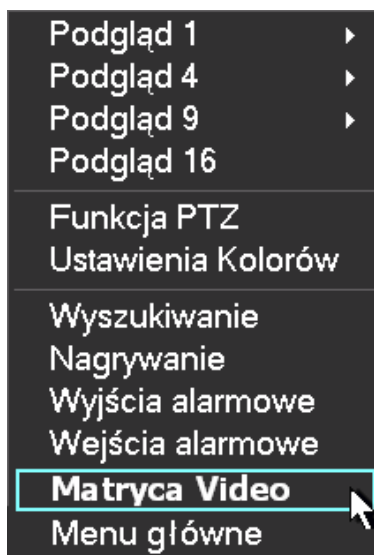 Podgląd 1
Podgląd 4
Podgląd 9
Podgląd 16
Funkcja PTZ
Ustawienia Kolorów
Wyszukiwanie
Nagrywanie
Wyjścia alarmowe
Wejścia alarmowe
Matryca Video
Menu główne